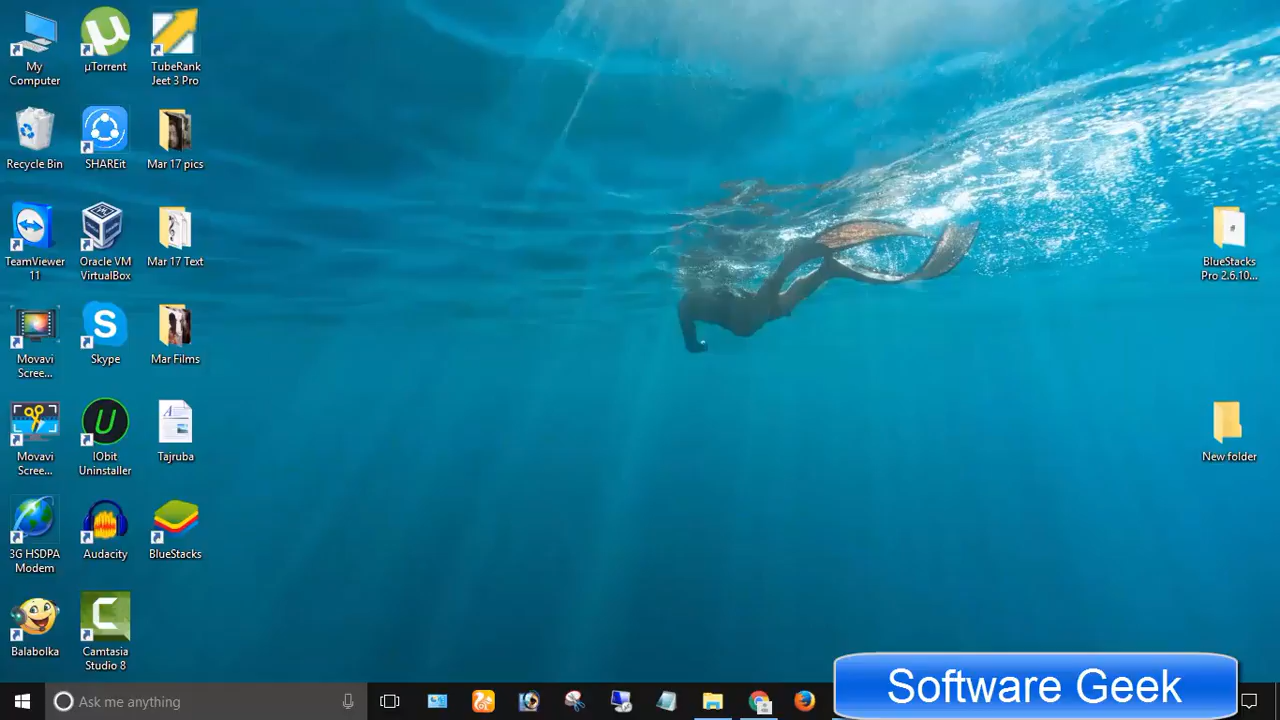 My
Computer
µTorrent
TubeRank
Jeet 3 Pro
Recycle Bin
SHAREit
Mar 17 pics
TeamViewer
11
Oracle VM
VirtualBox
Mar 17 Text
BlueStacks
Pro 2.6.10...
Movavi
Scree...
Skype
Mar Films
Movavi
Scree...
IObit
Uninstaller
Tajruba
New folder
3G HSDPA
Modem
Audacity
BlueStacks
Balabolka
Camtasia
Studio 8
Ask me anything
Software Geek